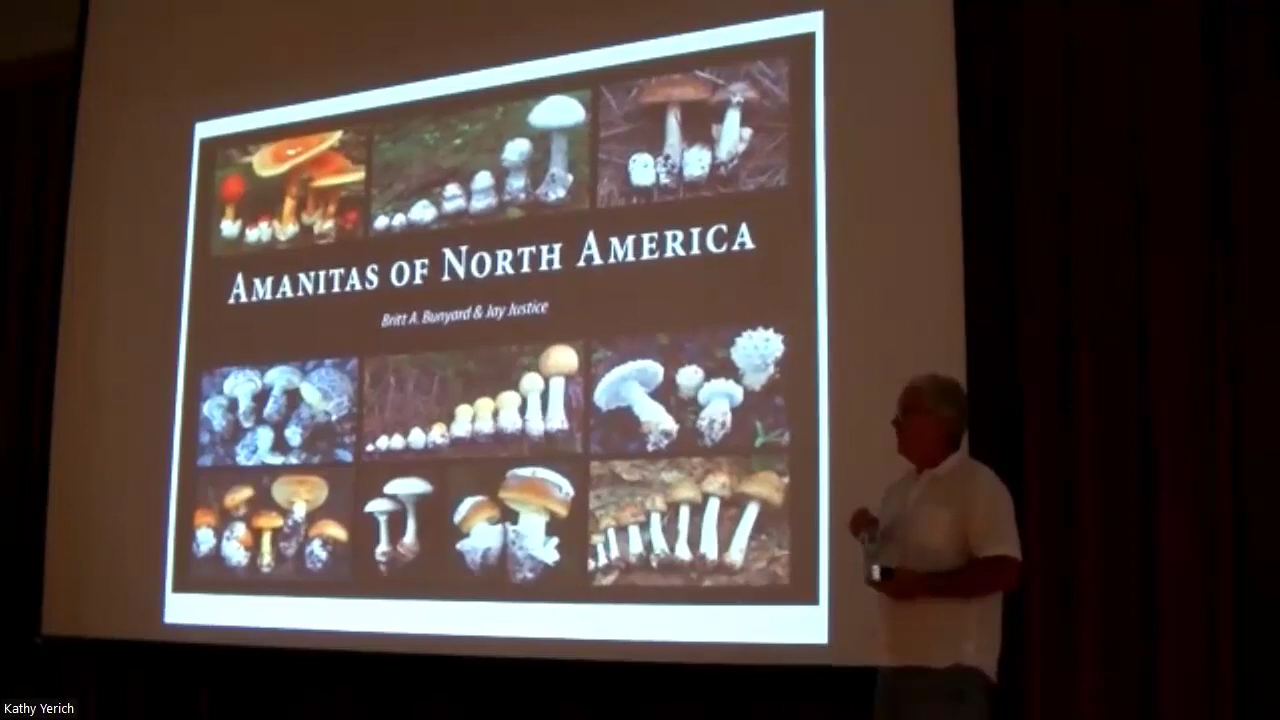 AMANITAS OF NORTH AMERICA
Britt A. Bunyard & Jay Justice
Kathy Yerich